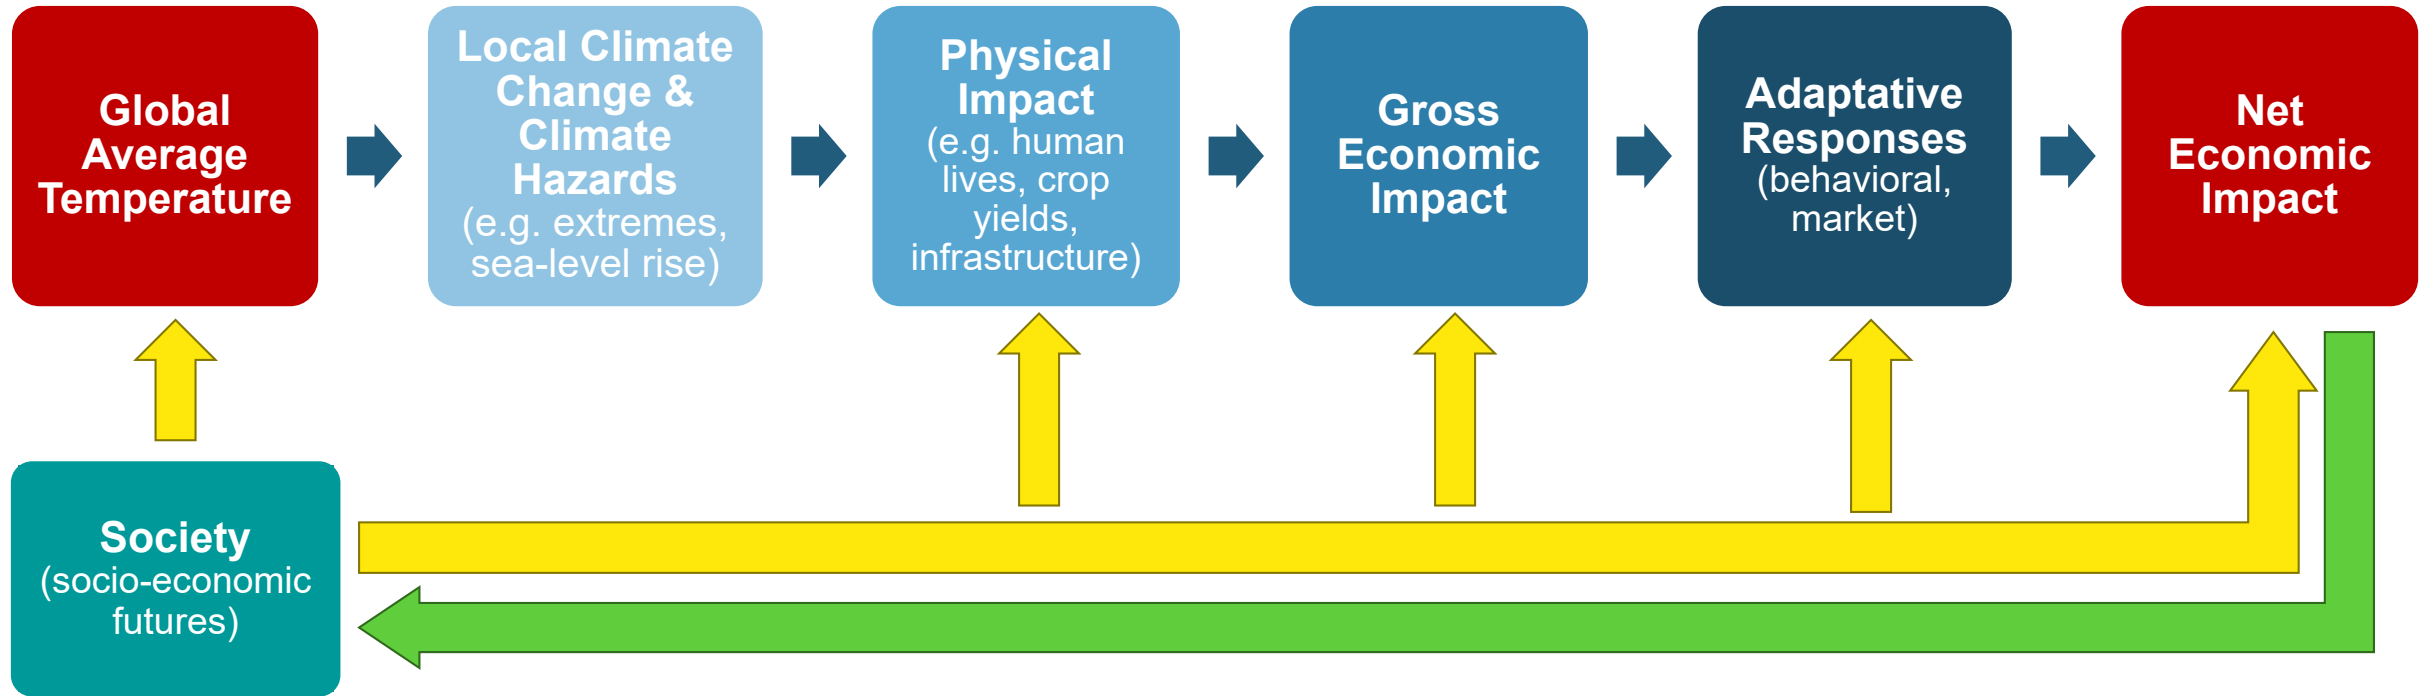 Global
Average
Temperature
Local Climate
Change &
Climate
Hazards
(e.g. extremes,
sea-level rise)
Physical
Impact
(e.g. human
lives, crop
yields,
infrastructure)
Gross
Economic
Impact
Adaptative
Responses
(behavioral,
market)
Net
Economic
Impact
Society
(socio-economic
futures)